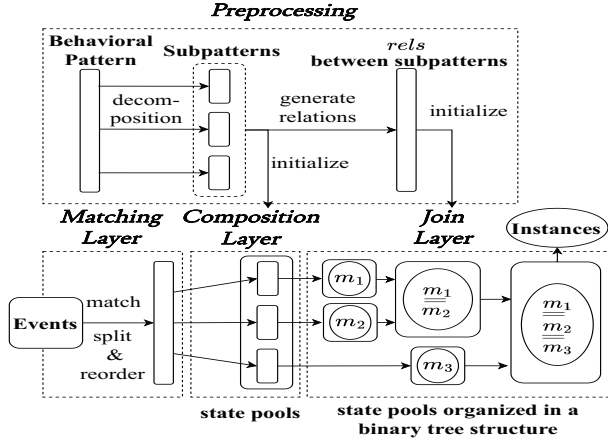 Preprocessing
Behavioral
Pattern
Subpatterns
rels
between subpatterns
decom-
position
generate
relations
initialize
initialize
Matching
Layer
Composition
Layer
Join
Layer
Instances
Events
match
split
&
reorder
m1
m2
m1
m2
m3
m1
m2
m3
state pools
state pools organized in a
binary tree structure